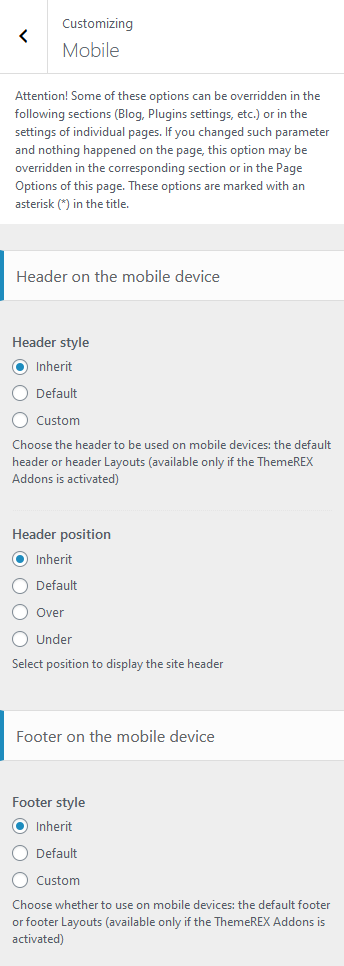 Customizing
Mobile
Attention! Some of these options can be overridden in the
following sections (Blog, Plugins settings, etc.) or in the
settings of individual pages. If you changed such parameter
and nothing happened on the page, this option may be
overridden in the corresponding section or in the Page
Options of this page. These options are marked with an
asterisk (*) in the title.
Header on the mobile device
Header style
Inherit
Default
Custom
Choose the header to be used on mobile devices: the default
header or header Layouts (available only if the ThemeREX
Addons is activated)
Header position
Inherit
Default
Over
Under
Select position to display the site header
Footer on the mobile device
Footer style
Inherit
Default
Custom
Choose whether to use on mobile devices: the default footer
or footer Layouts (available only if the ThemeREX Addons is
activated)